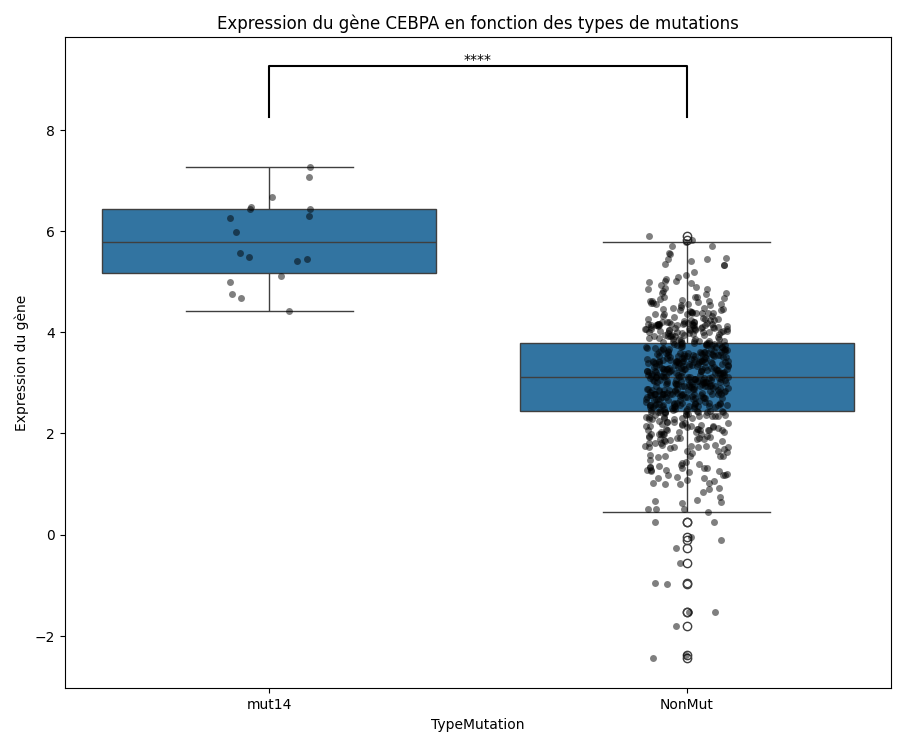 Expression du gène CEBPA en fonction des types de mutations
****
8
6
4
2
0
−2
Expression du gène
mut14
NonMut
TypeMutation